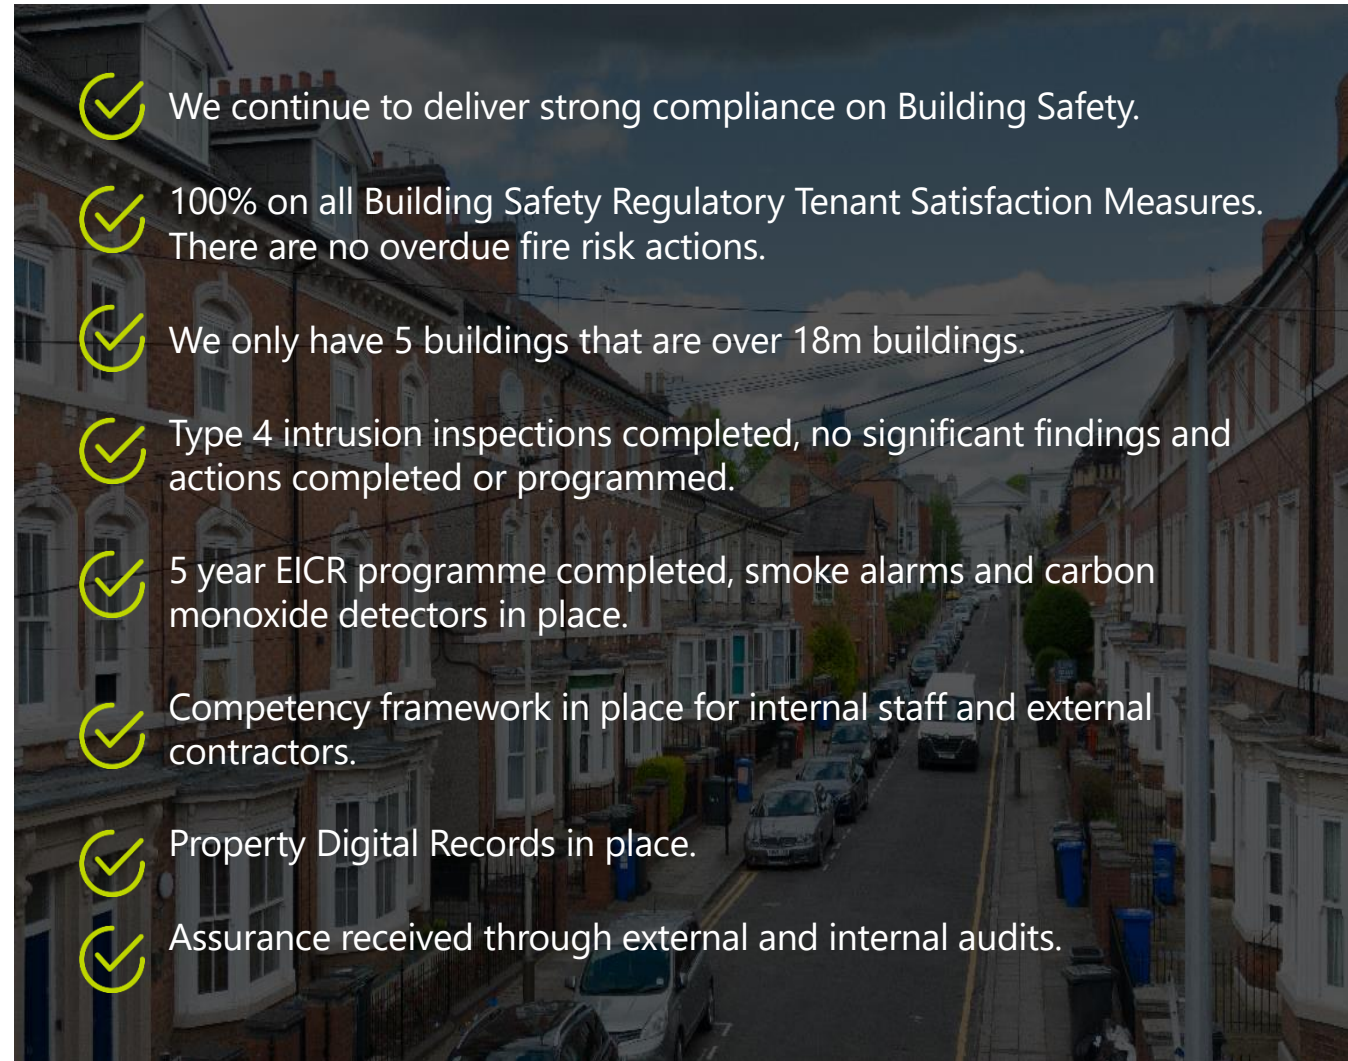 We continue to deliver strong compliance on Building Safety.
100% on all Building Safety Regulatory Tenant Satisfaction Measures.
There are no overdue fire risk actions.
We only have 5 buildings that are over 18m buildings.
Type 4 intrusion inspections completed, no significant findings and
actions completed or programmed.
5 year EICR programme completed, smoke alarms and carbon
monoxide detectors in place.
Competency framework in place for internal staff and external
contractors.
Property Digital Records in place.
Assurance received through external and internal audits.